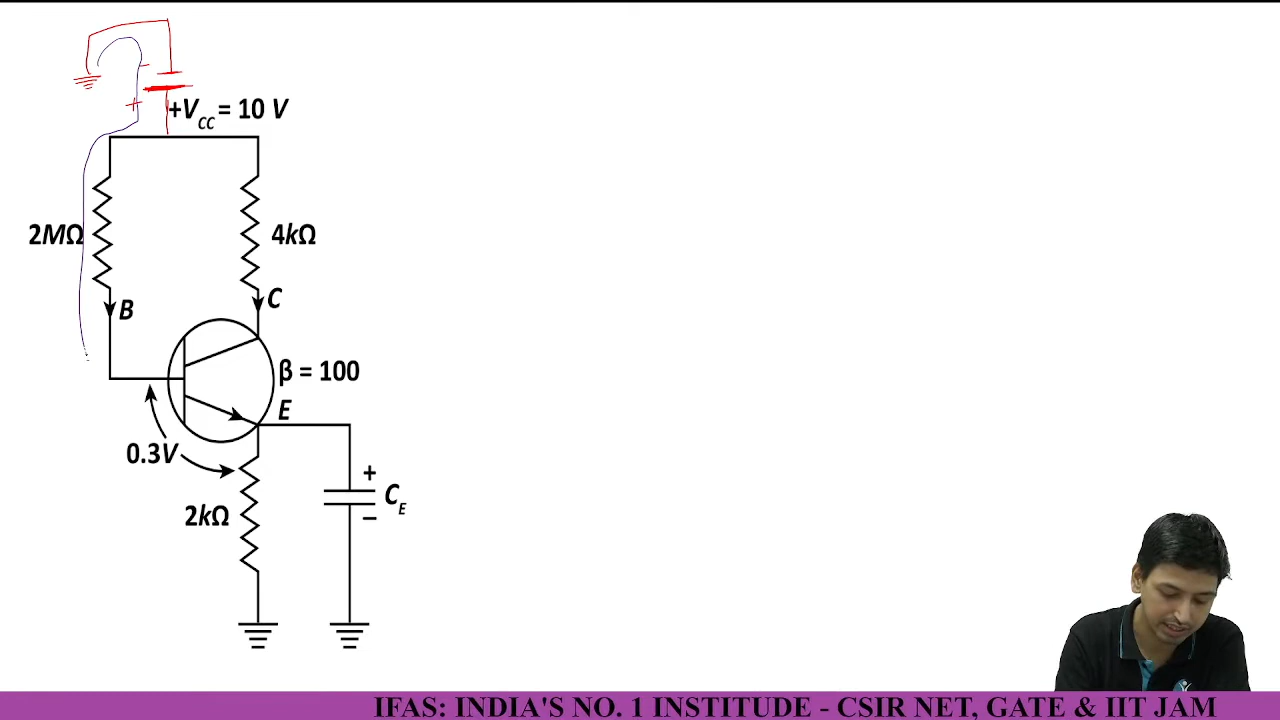 +V_CC = 10 V
2MΩ
4kΩ
B
C
β = 100
E
0.3V
+
C_E
2kΩ
−
IFAS: INDIA'S NO. 1 INSTITUDE - CSIR NET, GATE & IIT JAM